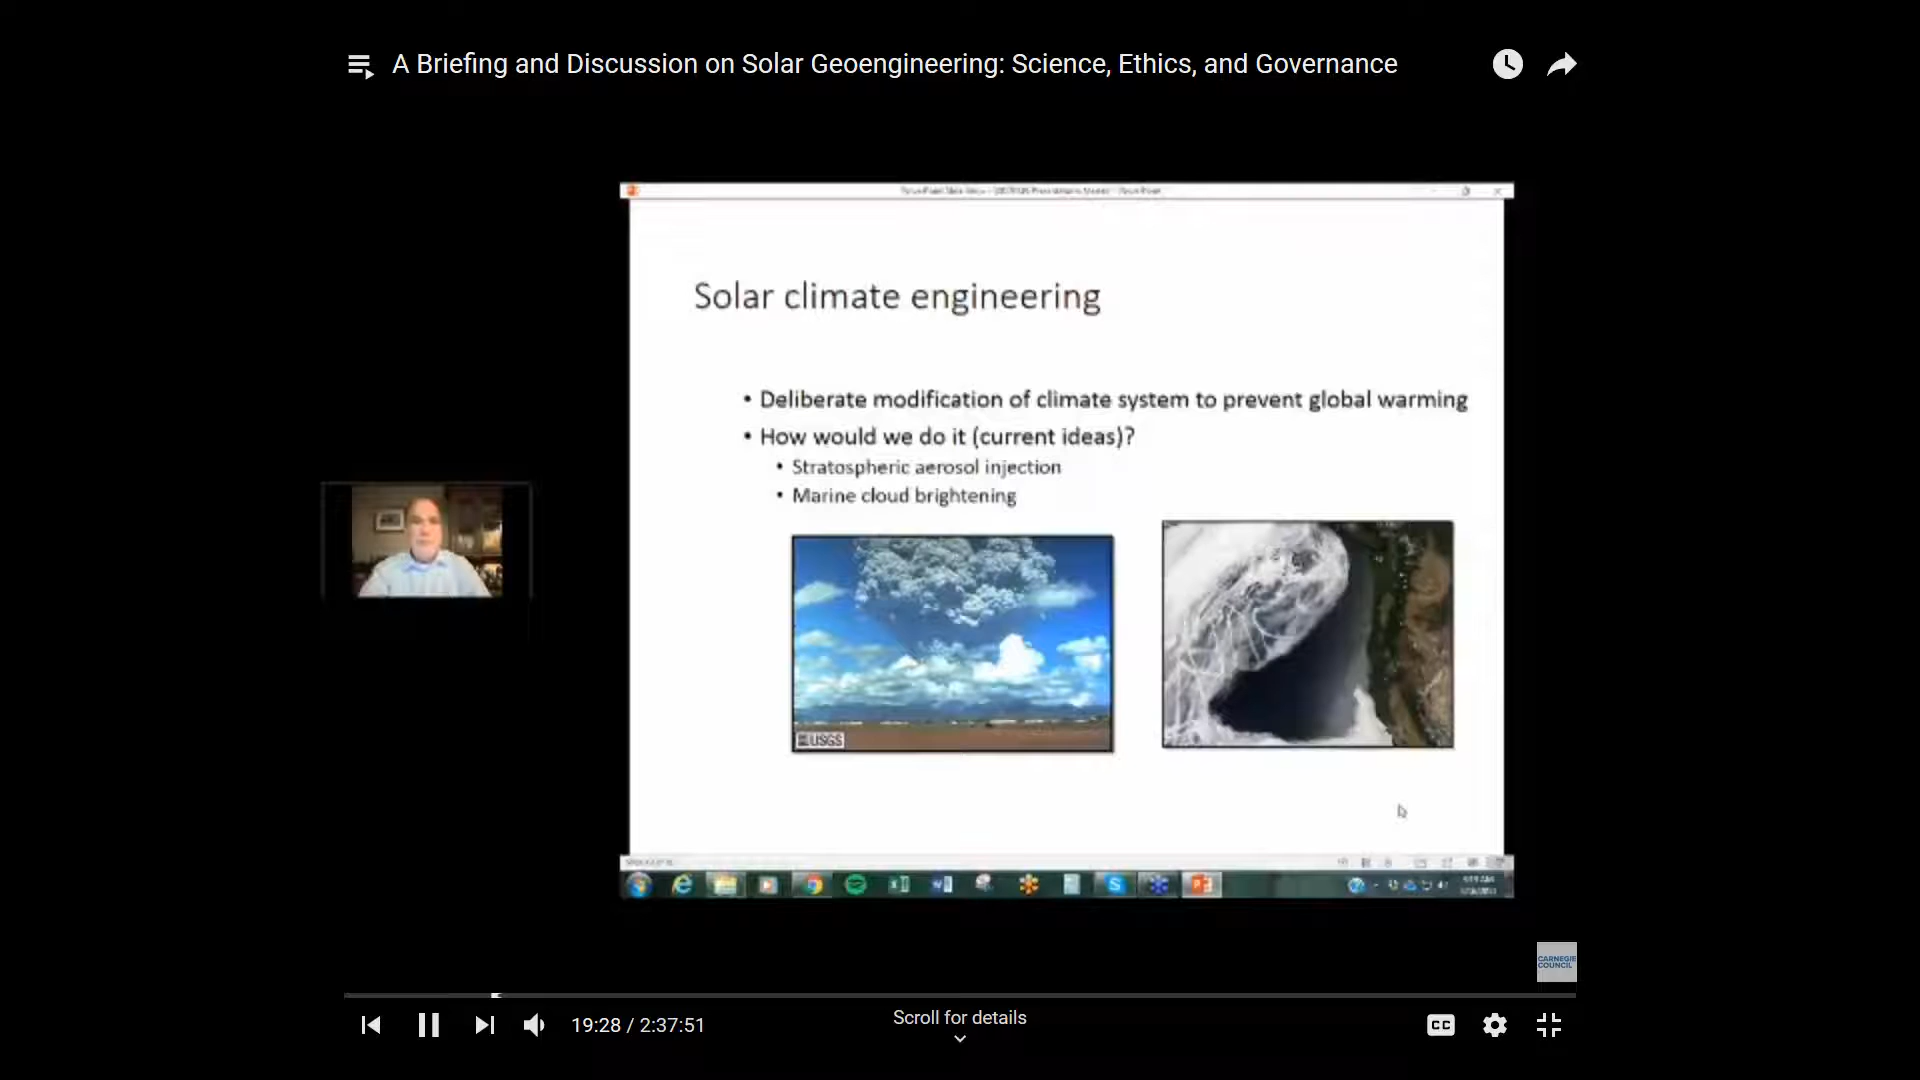 A Briefing and Discussion on Solar Geoengineering: Science, Ethics, and Governance
Solar climate engineering
• Deliberate modification of climate system to prevent global warming
• How would we do it (current ideas)?
• Stratospheric aerosol injection
• Marine cloud brightening
USGS
CARNEGIE
COUNCIL
19:28 / 2:37:51
Scroll for details
CC